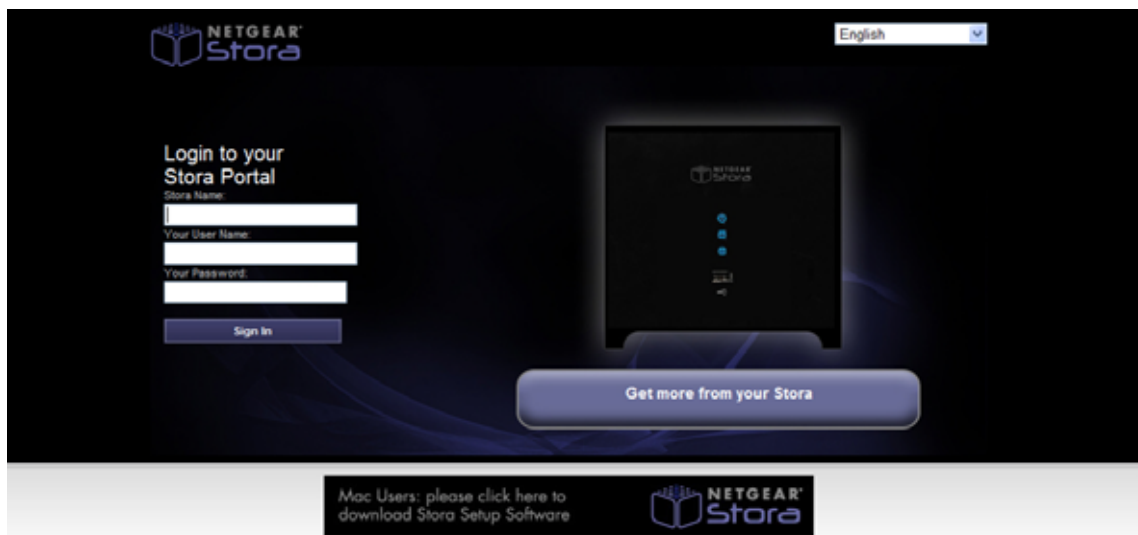 NETGEAR
Stora
English
Login to your
Stora Portal
Stora Name:
Your User Name:
Your Password:
Sign In
NETGEAR
Stora
Get more from your Stora
Mac Users: please click here to
download Stora Setup Software
NETGEAR
Stora